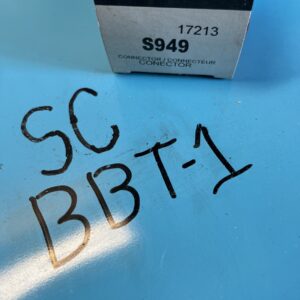 17213
S949
CONNECTOR / CONNECTEUR
CONECTOR
SC
BBT-1